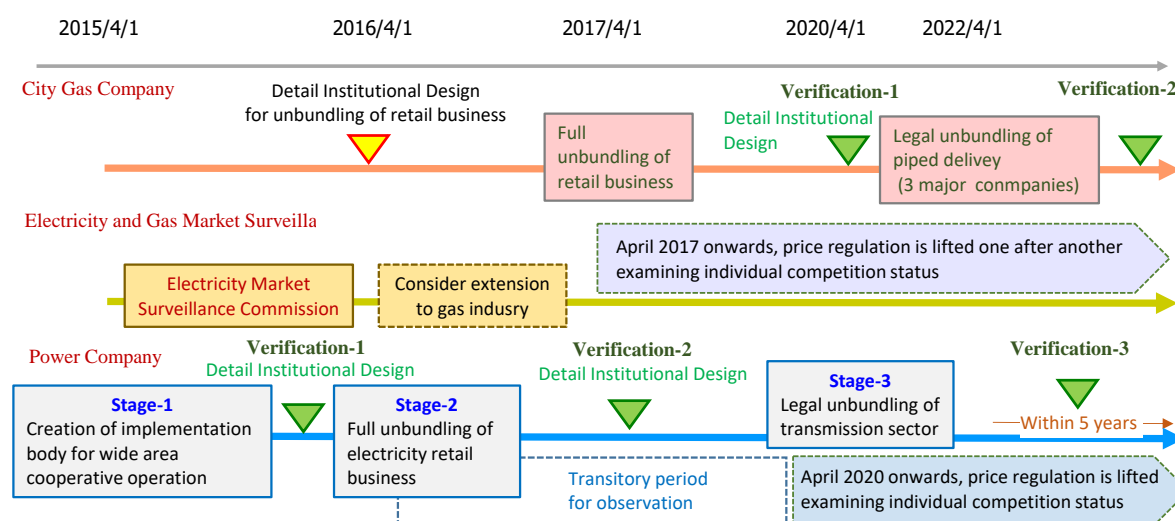 2015/4/1
2016/4/1
2017/4/1
2020/4/1
2022/4/1
City Gas Company
Detail Institutional Design
for unbundling of retail business
Full
unbundling of
retail business
Verification-1
Detail Institutional
Design
Legal unbundling of
piped delivey
(3 major conmpanies)
Verification-2
Electricity and Gas Market Surveilla
April 2017 onwards, price regulation is lifted one after another
examining individual competition status
Electricity Market
Surveillance Commission
Consider extension
to gas indusry
Power Company
Verification-1
Detail Institutional Design
Verification-2
Detail Institutional Design
Verification-3
Stage-1
Creation of implementation
body for wide area
cooperative operation
Stage-2
Full unbundling of
electricity retail
business
Stage-3
Legal unbundling of
transmission sector
Within 5 years
Transitory period
for observation
April 2020 onwards, price regulation is lifted
examining individual competition status